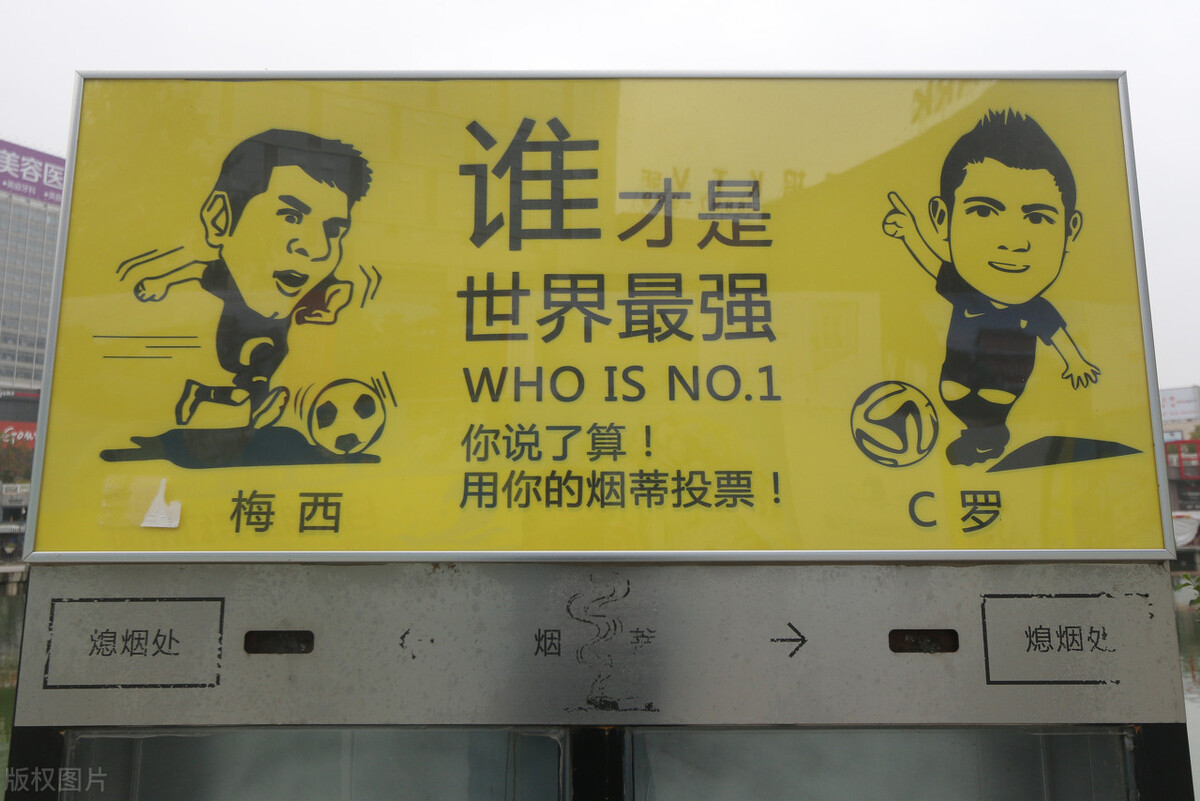 美容医
谁才是
世界最强
WHO IS NO.1
你说了算！
用你的烟蒂投票！
梅西
C罗
熄烟处
烟蒂
熄烟处
版权图片